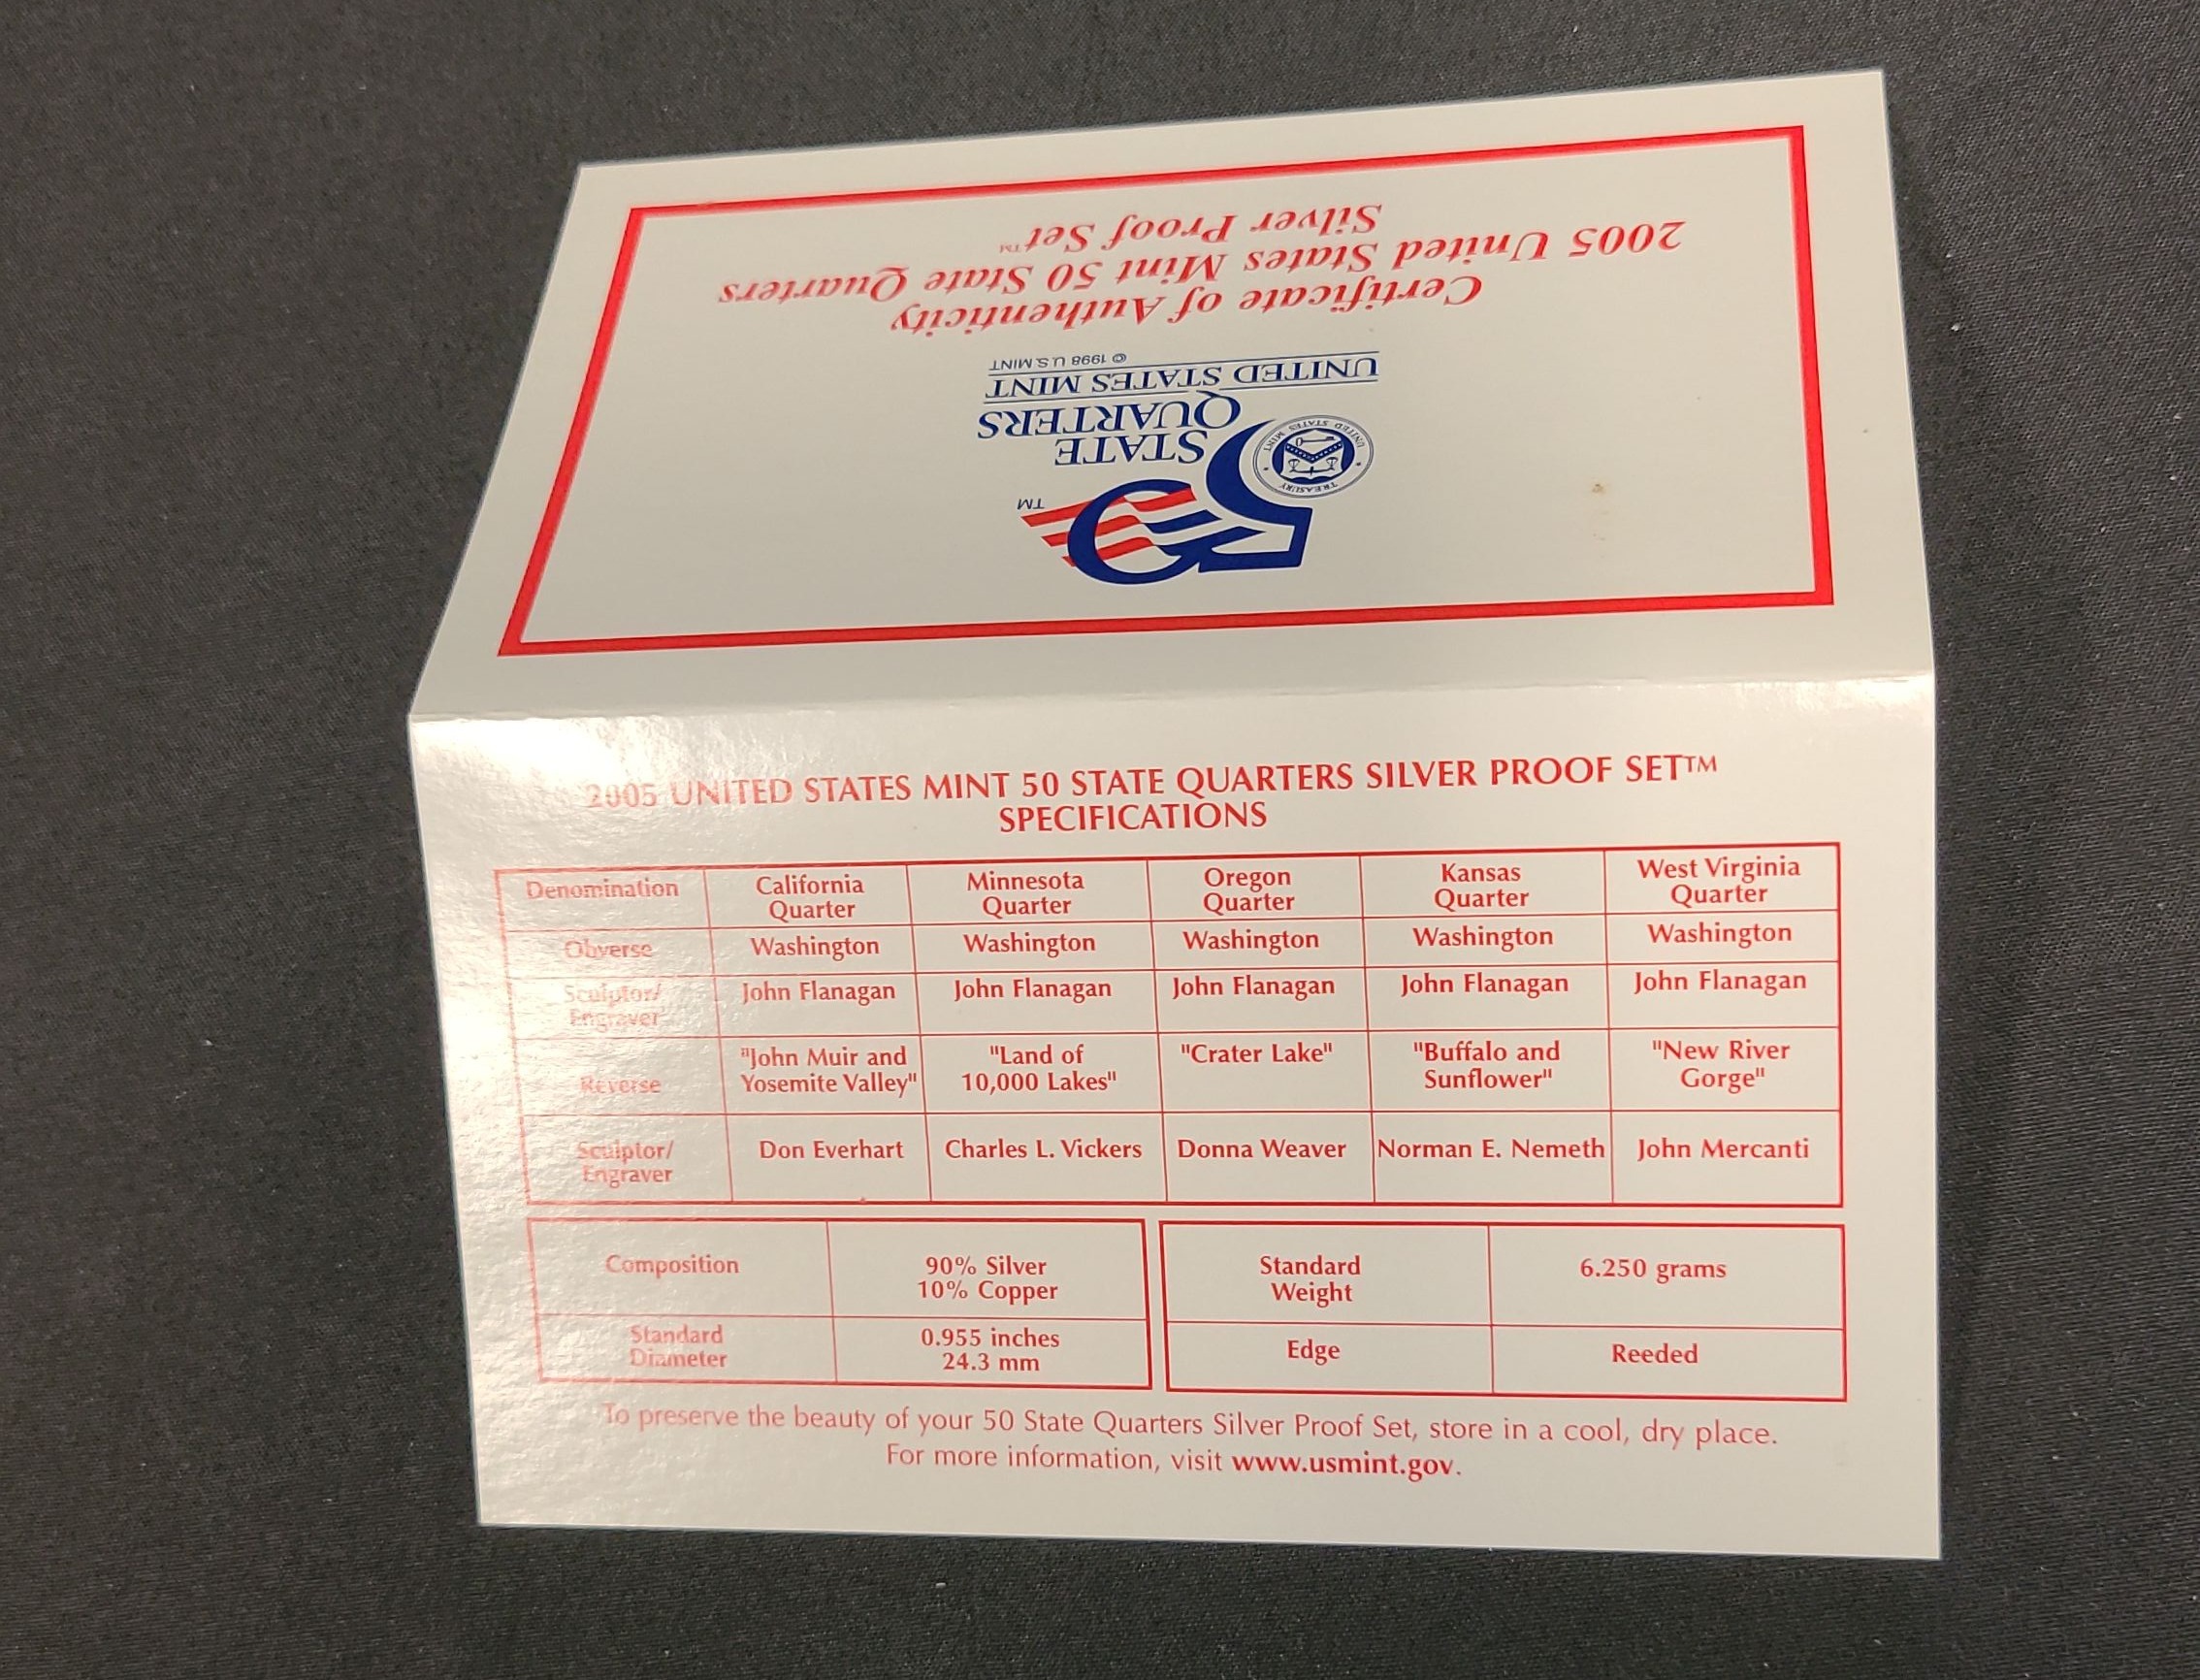 Certificate of Authenticity
2005 United States Mint 50 State Quarters
Silver Proof Set™
50
TM
STATE
QUARTERS
TREASURY
UNITED STATES MINT
UNITED STATES MINT
© 1998 U.S. MINT
2005 UNITED STATES MINT 50 STATE QUARTERS SILVER PROOF SET™
SPECIFICATIONS
Denomination
California
Quarter
Minnesota
Quarter
Oregon
Quarter
Kansas
Quarter
West Virginia
Quarter
Obverse
Washington
Washington
Washington
Washington
Washington
Sculptor/
Engraver
John Flanagan
John Flanagan
John Flanagan
John Flanagan
John Flanagan
Reverse
"John Muir and
Yosemite Valley"
"Land of
10,000 Lakes"
"Crater Lake"
"Buffalo and
Sunflower"
"New River
Gorge"
Sculptor/
Engraver
Don Everhart
Charles L. Vickers
Donna Weaver
Norman E. Nemeth
John Mercanti
Composition
90% Silver
10% Copper
Standard
Weight
6.250 grams
Standard
Diameter
0.955 inches
24.3 mm
Edge
Reeded
To preserve the beauty of your 50 State Quarters Silver Proof Set, store in a cool, dry place.
For more information, visit www.usmint.gov.